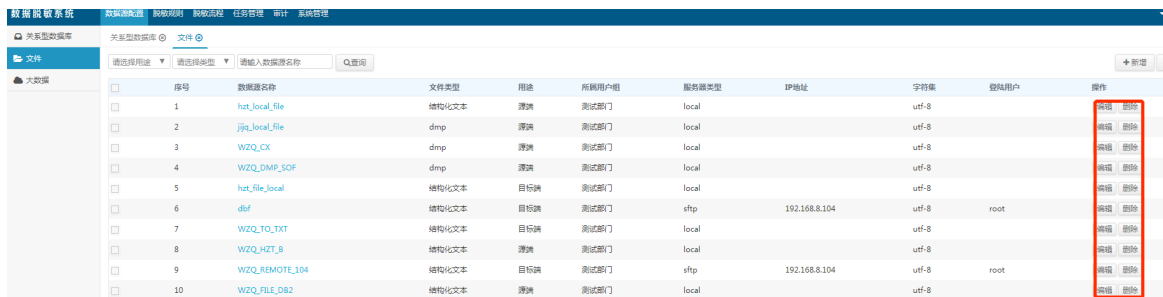 数据脱敏系统 数据源配置 脱敏规则 脱敏流程 任务管理 审计 系统管理
关系型数据库 关系型数据库 文件
文件 请选择用途 请选择类型 请输入数据源名称 查询 +新增
大数据
序号 数据源名称 文件类型 用途 所属用户组 服务器类型 IP地址 字符集 登陆用户 操作
1 hzt_local_file 结构化文本 源端 测试部门 local utf-8 编辑 删除
2 jijq_local_file dmp 源端 测试部门 local utf-8 编辑 删除
3 WZQ_CX dmp 源端 测试部门 local utf-8 编辑 删除
4 WZQ_DMP_SOF dmp 源端 测试部门 local utf-8 编辑 删除
5 hzt_file_local 结构化文本 目标端 测试部门 local utf-8 编辑 删除
6 dbf 结构化文本 目标端 测试部门 sftp 192.168.8.104 utf-8 root 编辑 删除
7 WZQ_TO_TXT 结构化文本 目标端 测试部门 local utf-8 编辑 删除
8 WZQ_HZT_B 结构化文本 源端 测试部门 local utf-8 编辑 删除
9 WZQ_REMOTE_104 结构化文本 目标端 测试部门 sftp 192.168.8.104 utf-8 root 编辑 删除
10 WZQ_FILE_DB2 结构化文本 源端 测试部门 local utf-8 编辑 删除